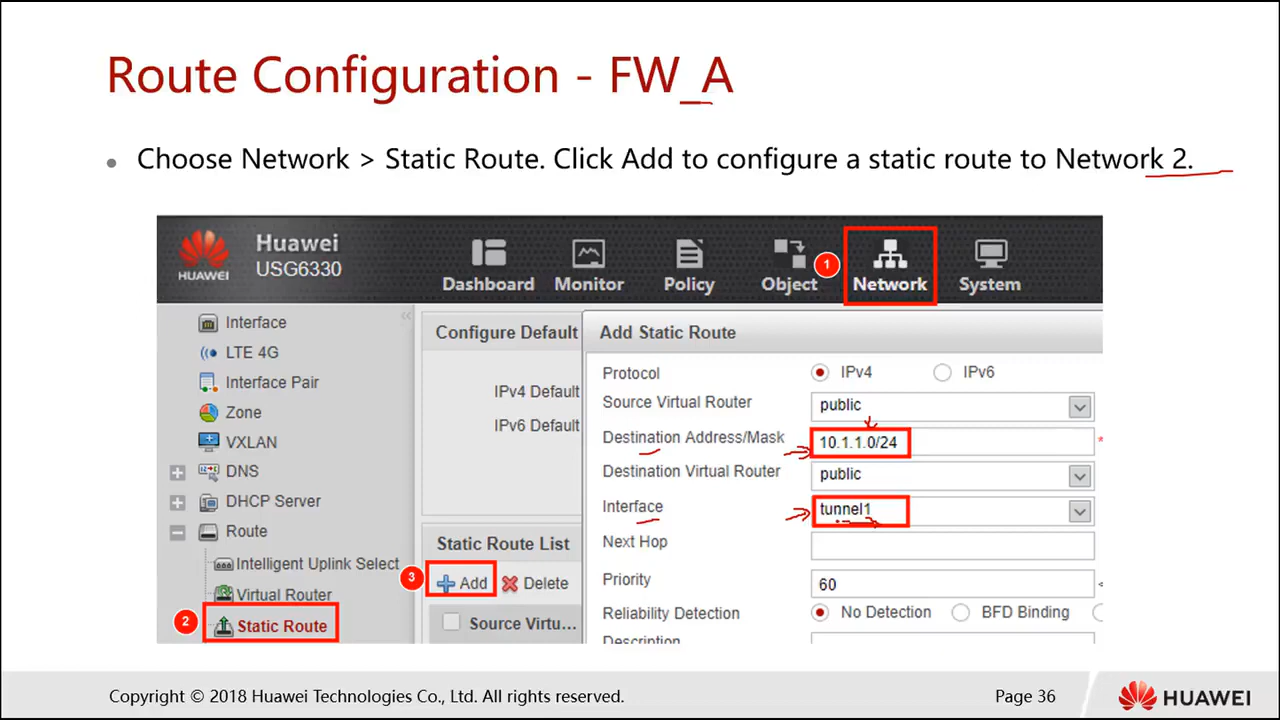 Route Configuration - FW_A
• Choose Network > Static Route. Click Add to configure a static route to Network 2.
HUAWEI
Huawei
USG6330
Dashboard
Monitor
Policy
Object
1
Network
System
Interface
LTE 4G
Interface Pair
Zone
VXLAN
DNS
DHCP Server
Route
Intelligent Uplink Select
Virtual Router
2
Static Route
Configure Default
IPv4 Default
IPv6 Default
Static Route List
3
Add
Delete
Source Virtu...
Add Static Route
Protocol IPv4 IPv6
Source Virtual Router public
Destination Address/Mask 10.1.1.0/24 *
Destination Virtual Router public
Interface tunnel1
Next Hop
Priority 60 <
Reliability Detection No Detection BFD Binding
Description
Copyright © 2018 Huawei Technologies Co., Ltd. All rights reserved.
Page 36
HUAWEI